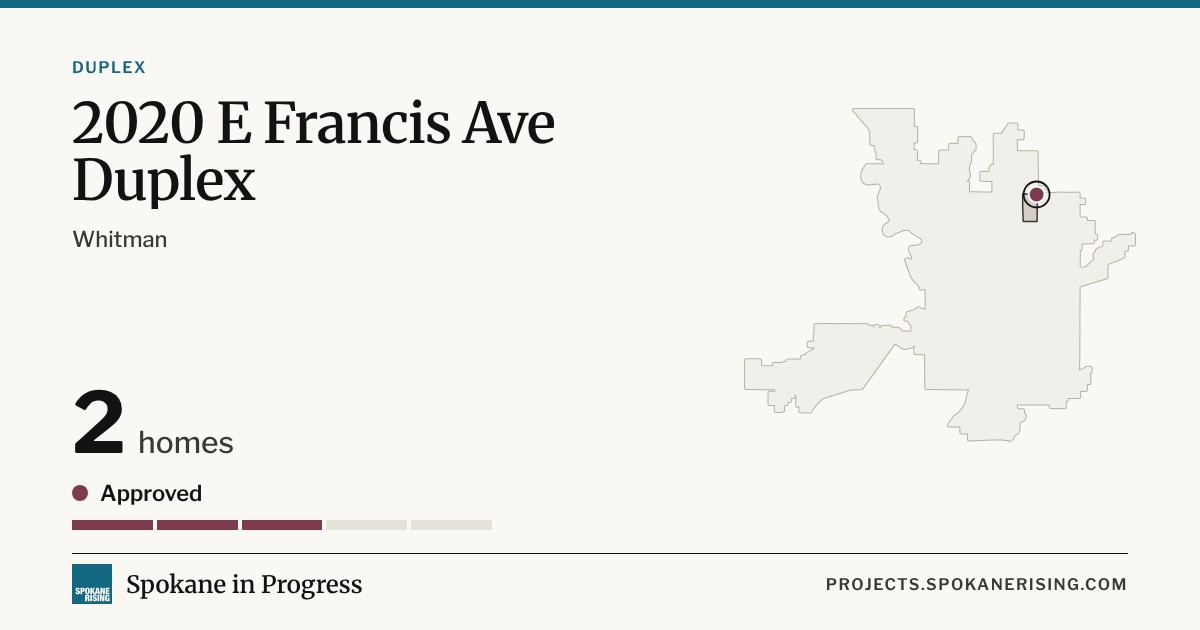 DUPLEX
2020 E Francis Ave
Duplex
Whitman
2 homes
Approved
SPOKANE
RISING
Spokane in Progress
PROJECTS.SPOKANERISING.COM